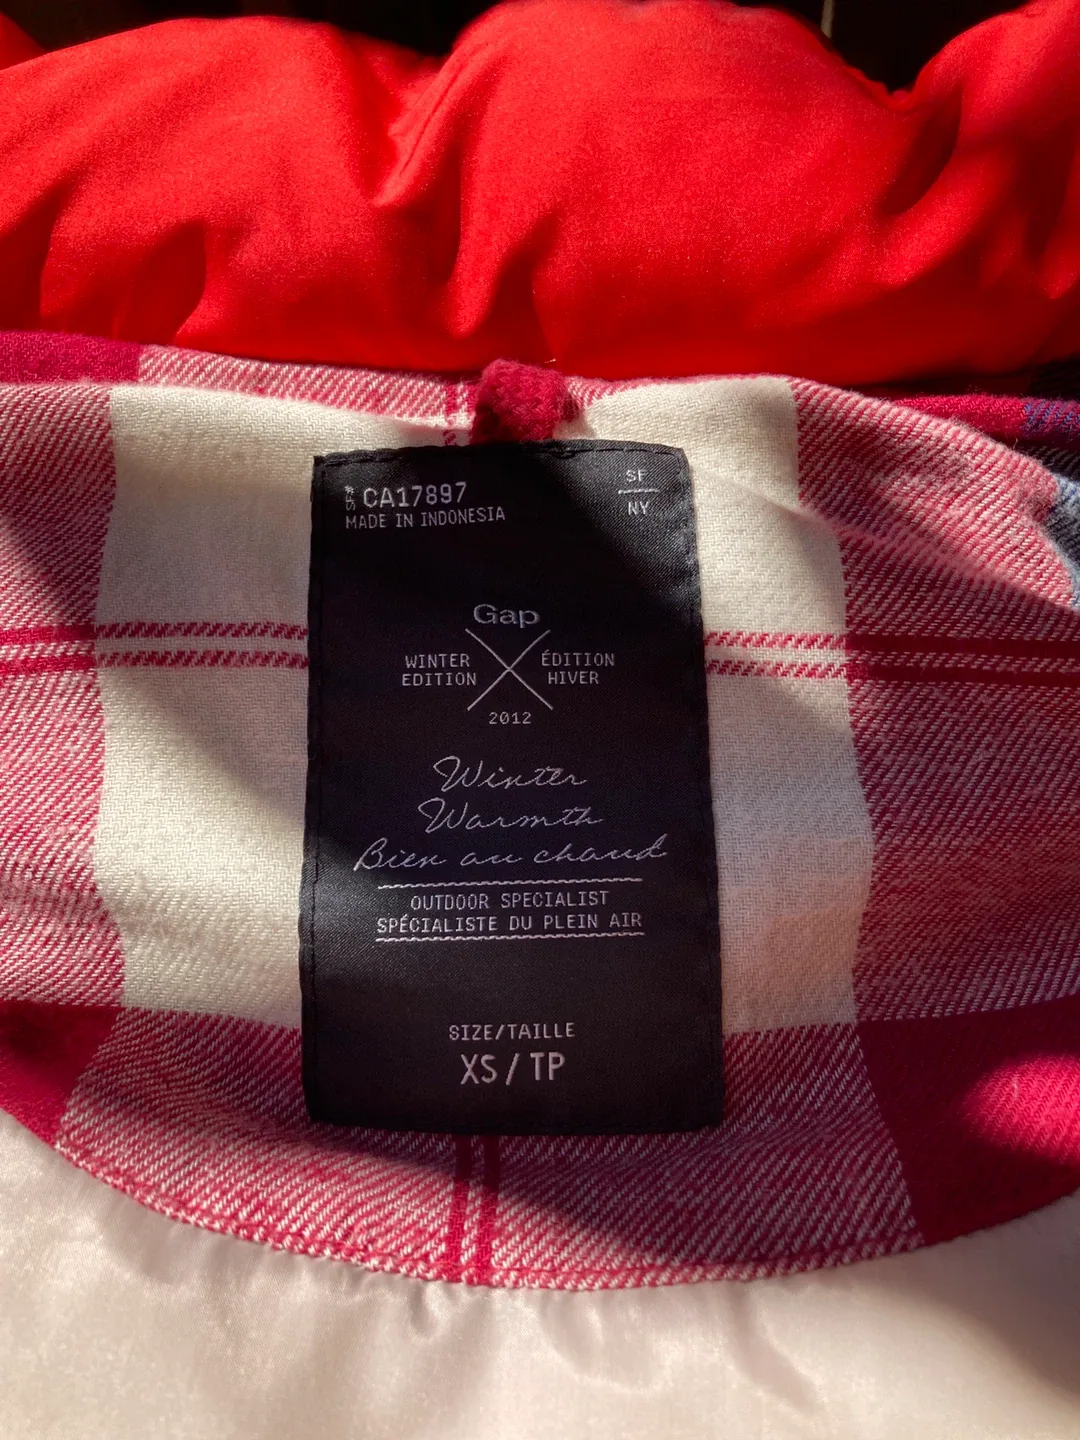 SF# CA17897
MADE IN INDONESIA
SF
NY
Gap
WINTER EDITION
ÉDITION HIVER
2012
Winter
Warmth
Bien au chaud
OUTDOOR SPECIALIST
SPÉCIALISTE DU PLEIN AIR
SIZE/TAILLE
XS / TP